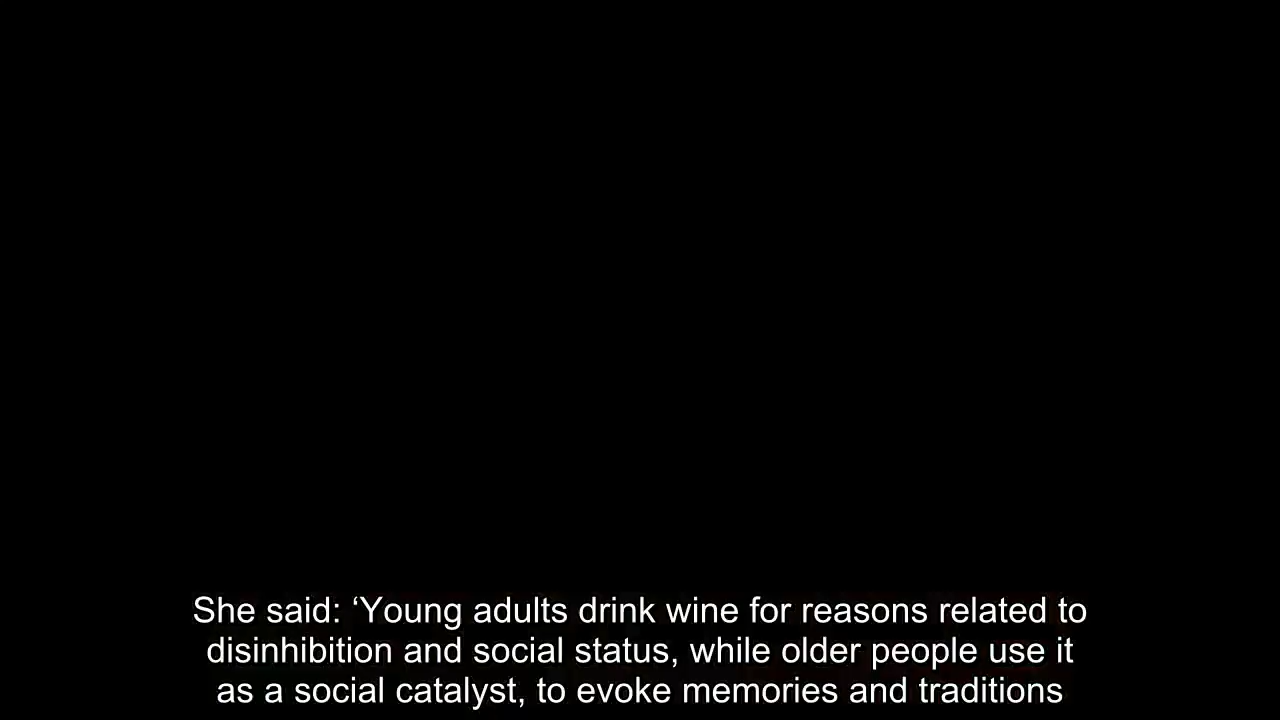 She said: ‘Young adults drink wine for reasons related to
disinhibition and social status, while older people use it
as a social catalyst, to evoke memories and traditions